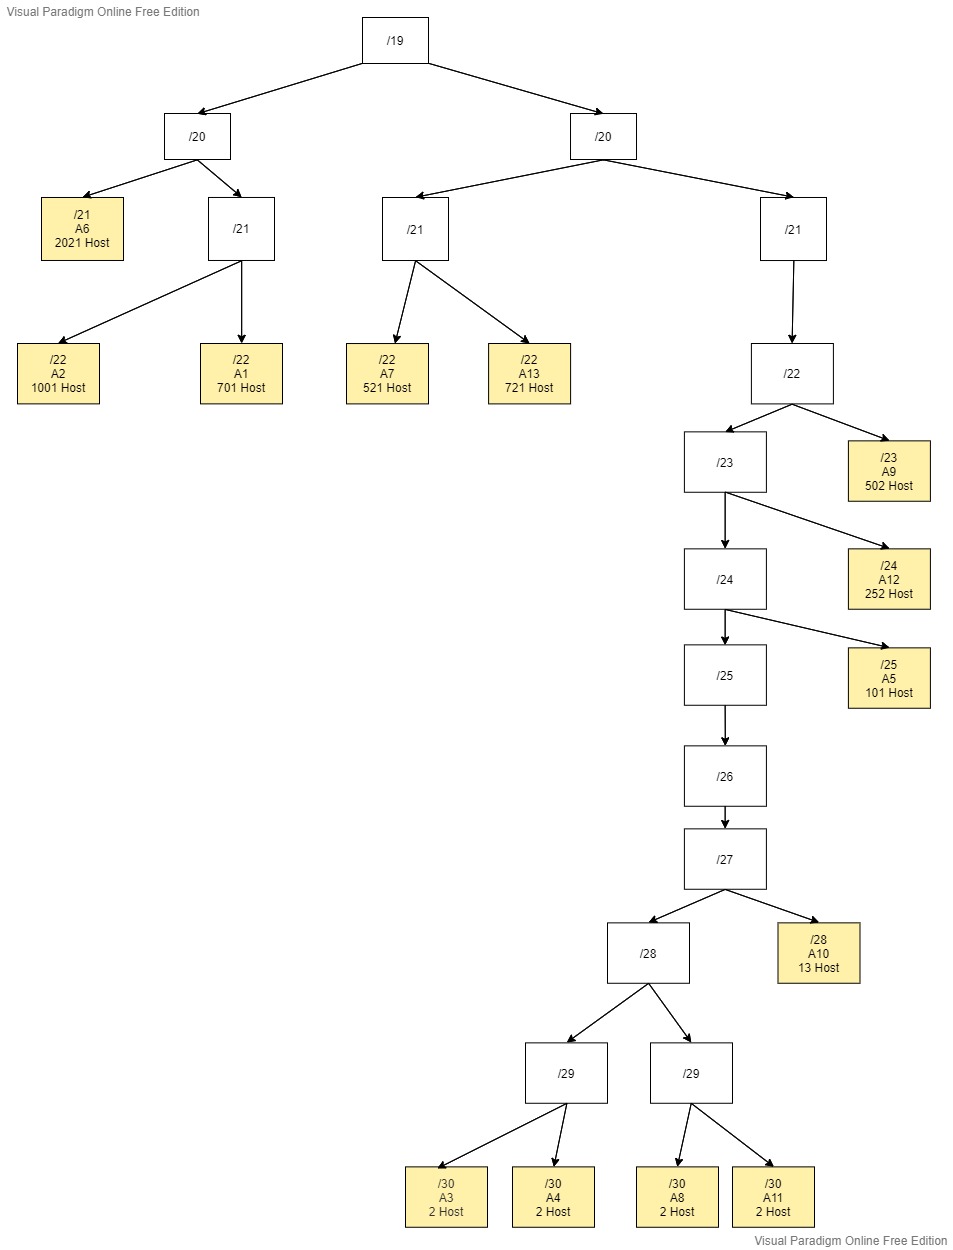 Visual Paradigm Online Free Edition
/19
/20
/20
/21
A6
2021 Host
/21
/21
/21
/22
A2
1001 Host
/22
A1
701 Host
/22
A7
521 Host
/22
A13
721 Host
/22
/23
/23
A9
502 Host
/24
/24
A12
252 Host
/25
/25
A5
101 Host
/26
/27
/28
/28
A10
13 Host
/29
/29
/30
A3
2 Host
/30
A4
2 Host
/30
A8
2 Host
/30
A11
2 Host
Visual Paradigm Online Free Edition